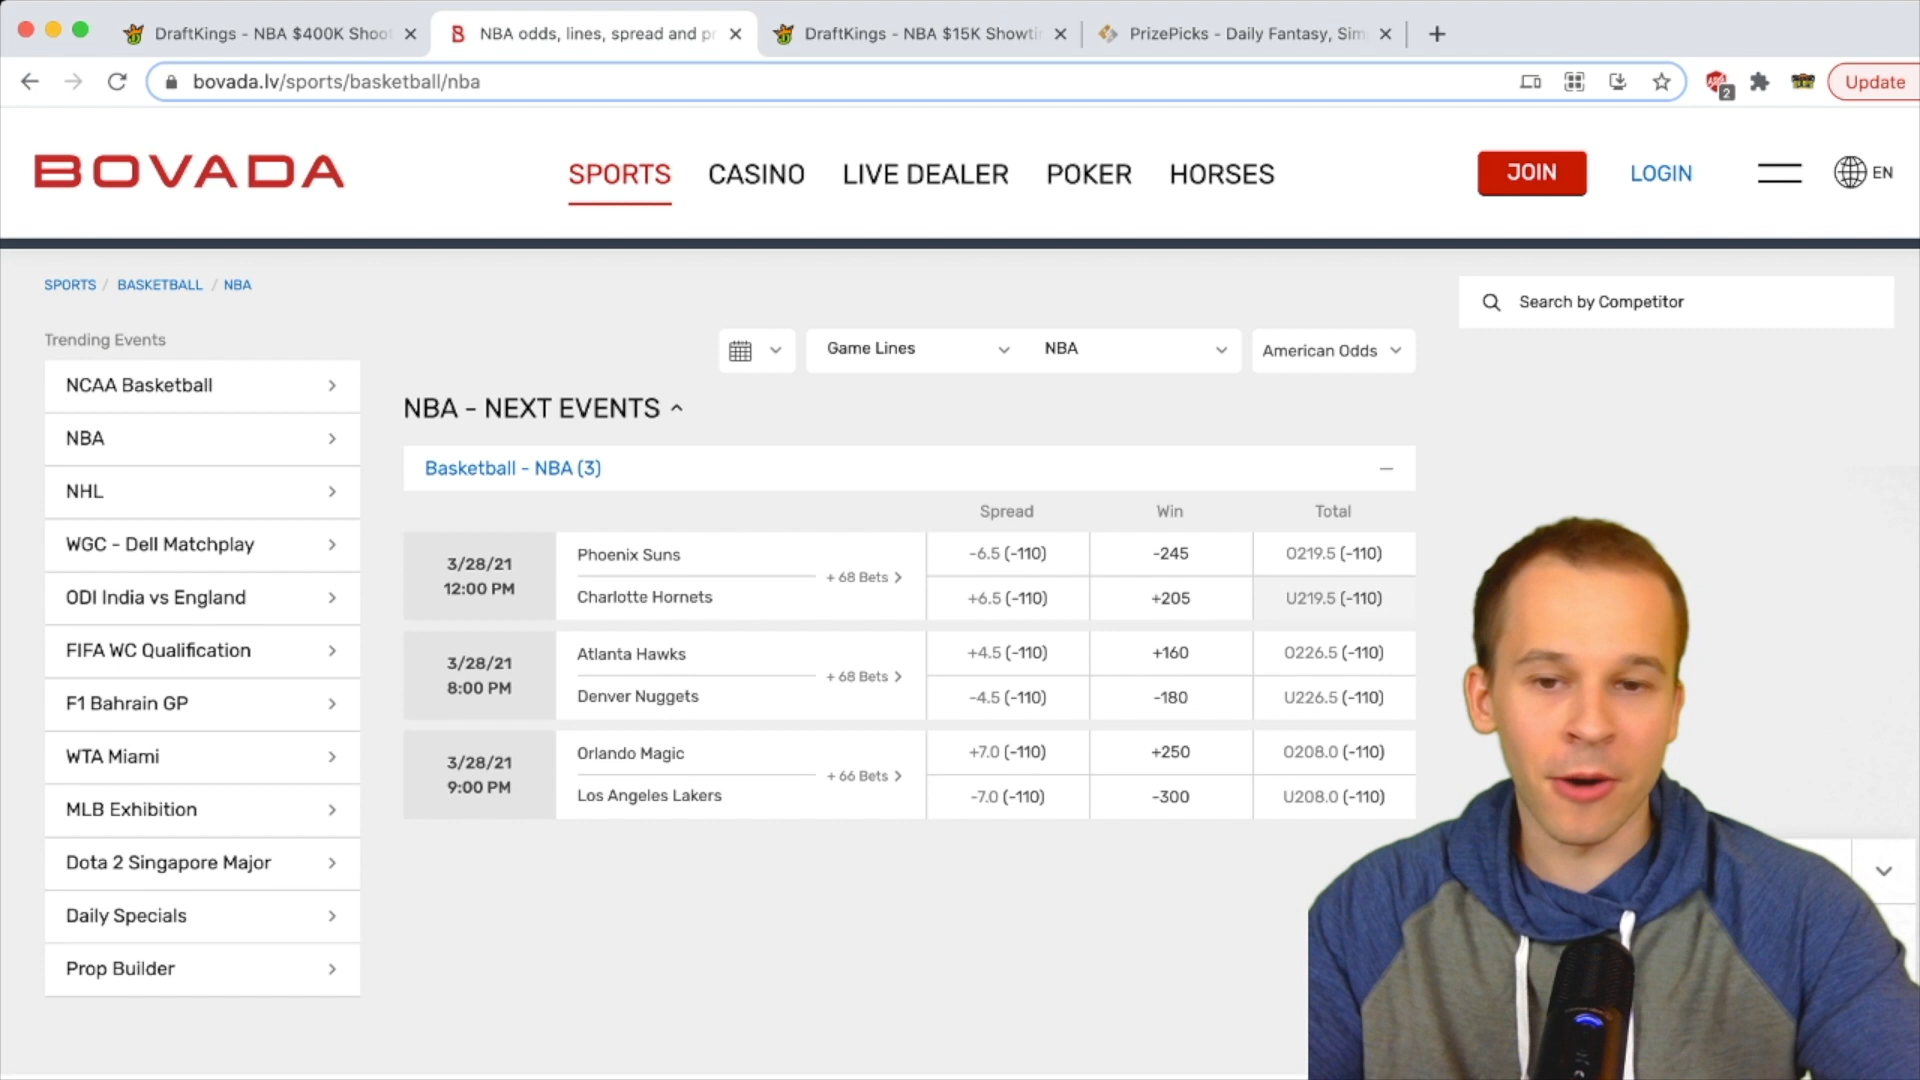 DraftKings - NBA $400K Shoo
NBA odds, lines, spread and pr
DraftKings - NBA $15K Showti
PrizePicks - Daily Fantasy, Sim
bovada.lv/sports/basketball/nba
2
Update
BOVADA
SPORTS
CASINO
LIVE DEALER
POKER
HORSES
JOIN
LOGIN
EN
SPORTS / BASKETBALL / NBA
Search by Competitor
Trending Events
NCAA Basketball
NBA
NHL
WGC - Dell Matchplay
ODI India vs England
FIFA WC Qualification
F1 Bahrain GP
WTA Miami
MLB Exhibition
Dota 2 Singapore Major
Daily Specials
Prop Builder
Game Lines
NBA
American Odds
NBA - NEXT EVENTS
Basketball - NBA (3)
Spread Win Total
3/28/21
12:00 PM
Phoenix Suns
Charlotte Hornets
+ 68 Bets
-6.5 (-110) -245 O219.5 (-110)
+6.5 (-110) +205 U219.5 (-110)
3/28/21
8:00 PM
Atlanta Hawks
Denver Nuggets
+ 68 Bets
+4.5 (-110) +160 O226.5 (-110)
-4.5 (-110) -180 U226.5 (-110)
3/28/21
9:00 PM
Orlando Magic
Los Angeles Lakers
+ 66 Bets
+7.0 (-110) +250 O208.0 (-110)
-7.0 (-110) -300 U208.0 (-110)